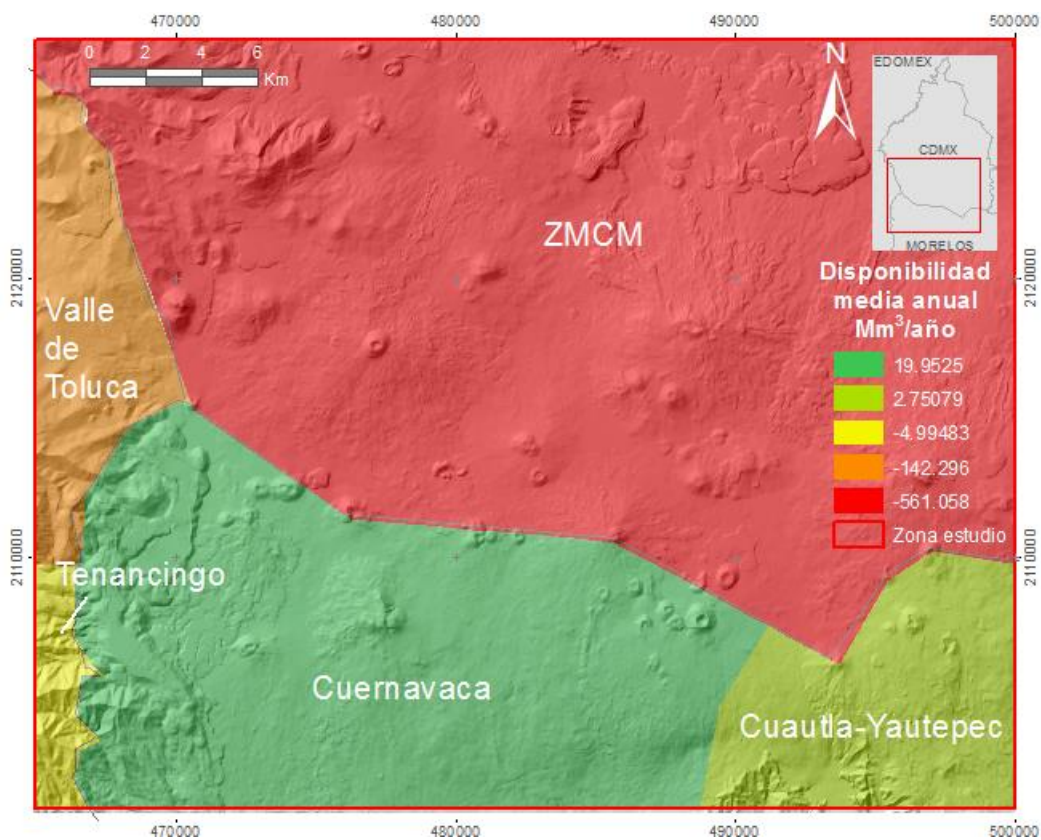 470000
480000
490000
500000
0
2
4
6
Km
N
EDOMEX
CDMX
MORELOS
ZMCM
2120000
2120000
Valle
de
Toluca
Disponibilidad
media anual
Mm³/año
19.9525
2.75079
-4.99483
-142.296
-561.058
Zona estudio
2110000
2110000
Tenancingo
Cuernavaca
Cuautla-Yautepec
470000
480000
490000
500000